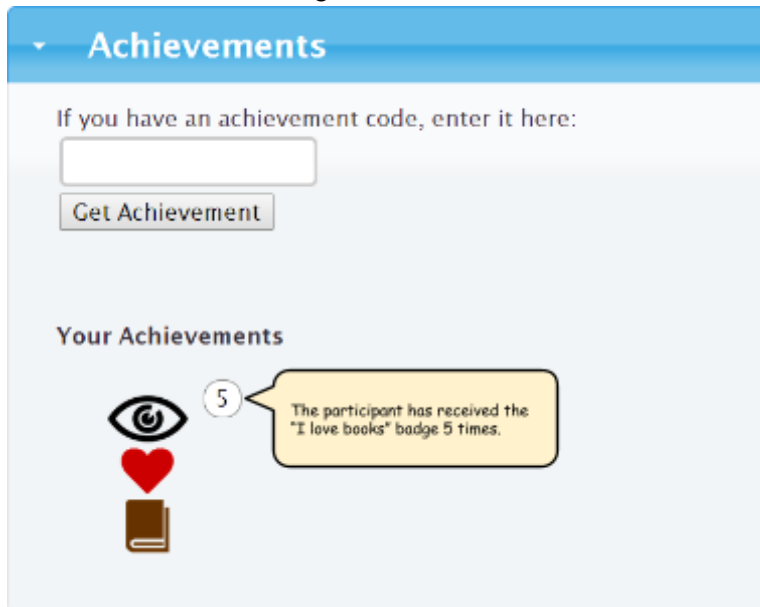 Achievements
If you have an achievement code, enter it here:
Get Achievement
Your Achievements
5
The participant has received the
"I love books" badge 5 times.